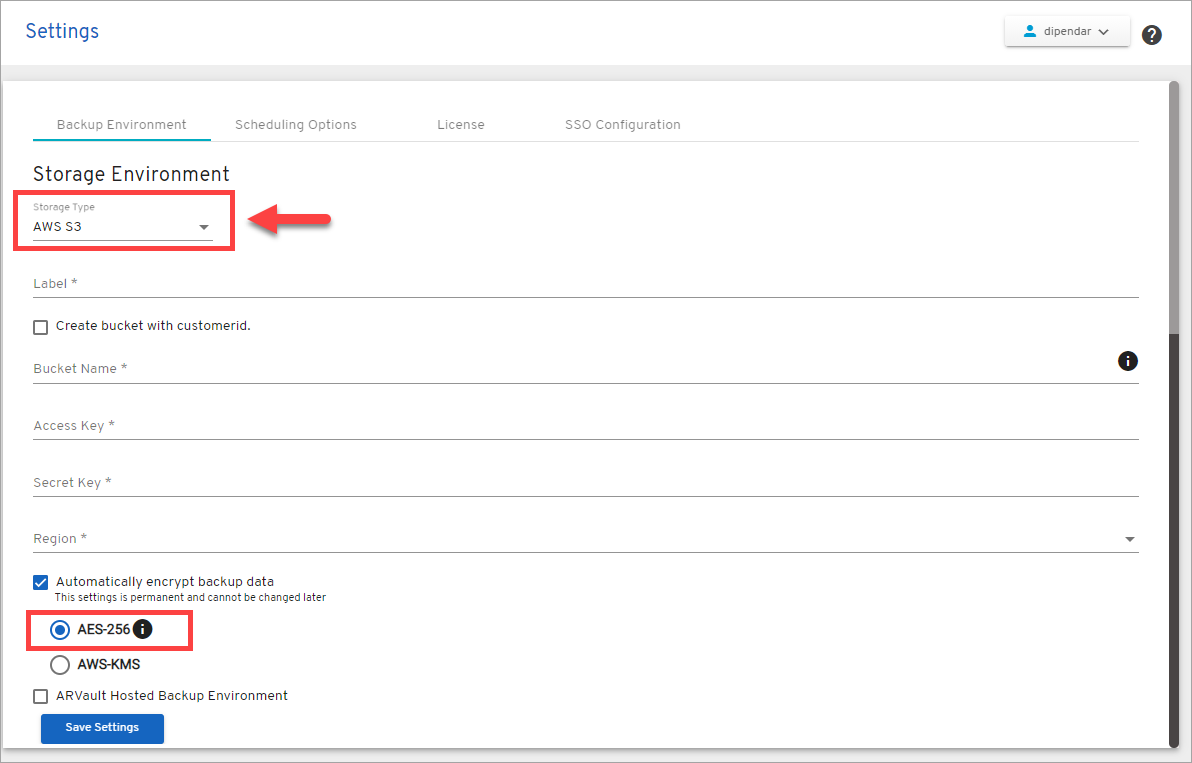 Settings
dipendar
Backup Environment
Scheduling Options
License
SSO Configuration
Storage Environment
Storage Type
AWS S3
Label *
Create bucket with customerid.
Bucket Name *
Access Key *
Secret Key *
Region *
Automatically encrypt backup data
This settings is permanent and cannot be changed later
AES-256
AWS-KMS
ARVault Hosted Backup Environment
Save Settings